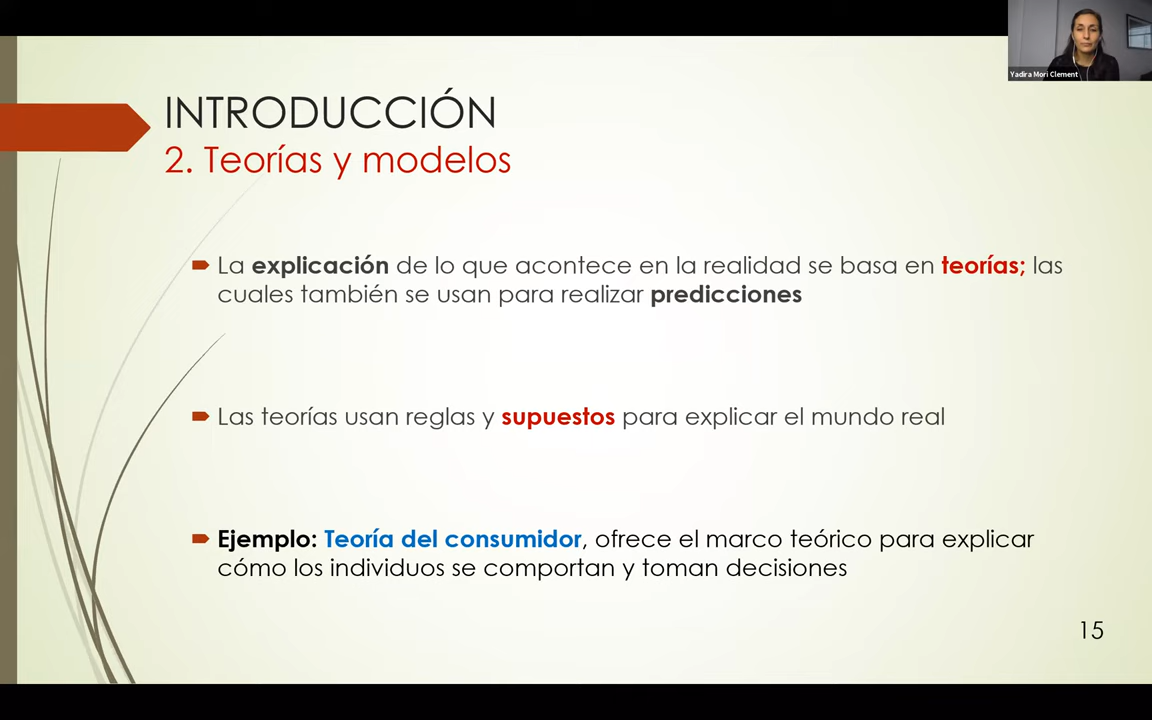 Yadira Mori Clement
INTRODUCCIÓN
2. Teorías y modelos
La explicación de lo que acontece en la realidad se basa en teorías; las
cuales también se usan para realizar predicciones
Las teorías usan reglas y supuestos para explicar el mundo real
Ejemplo: Teoría del consumidor, ofrece el marco teórico para explicar
cómo los individuos se comportan y toman decisiones
15